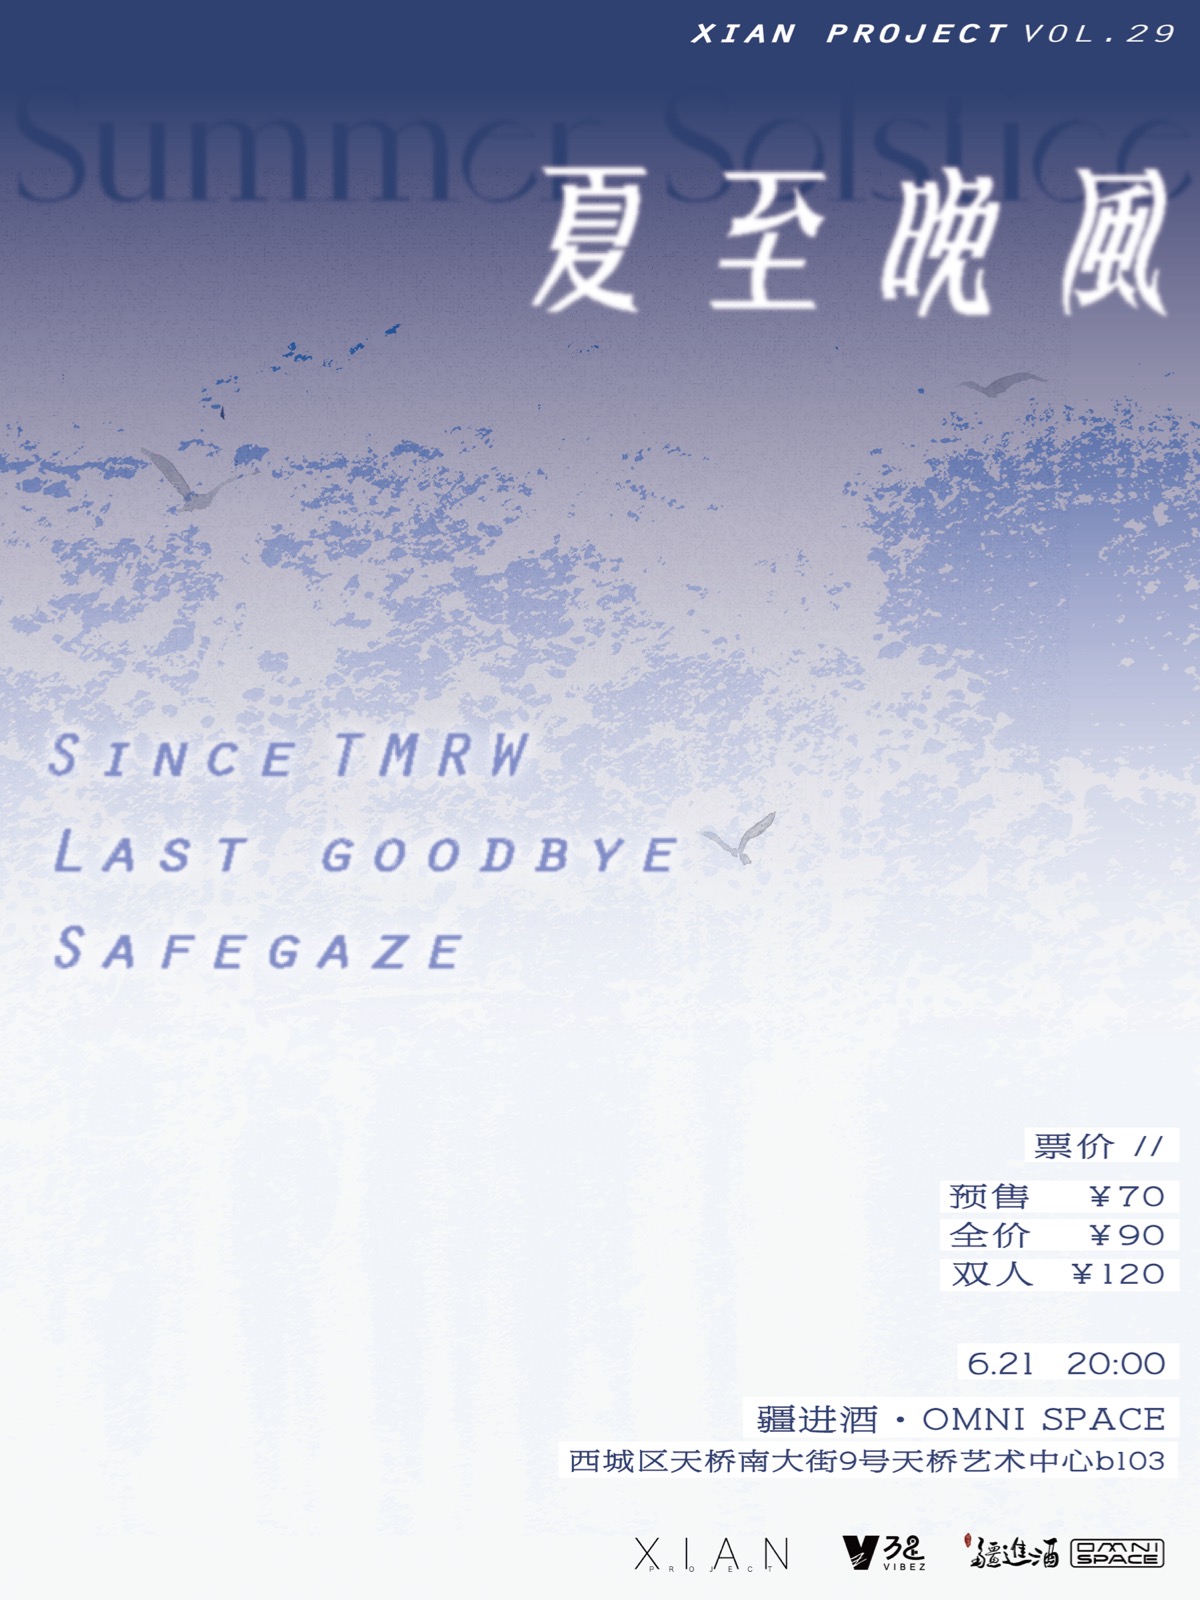 XIAN PROJECT VOL.29
Summer Solstice
夏至晚風
SINCE TMRW
LAST GOODBYE
SAFEGAZE
票价 //
预售 ¥70
全价 ¥90
双人 ¥120
6.21 20:00
疆进酒・OMNI SPACE
西城区天桥南大街9号天桥艺术中心b103
XIAN
PROJECT
VIBEZ
疆進酒
OMNI
SPACE